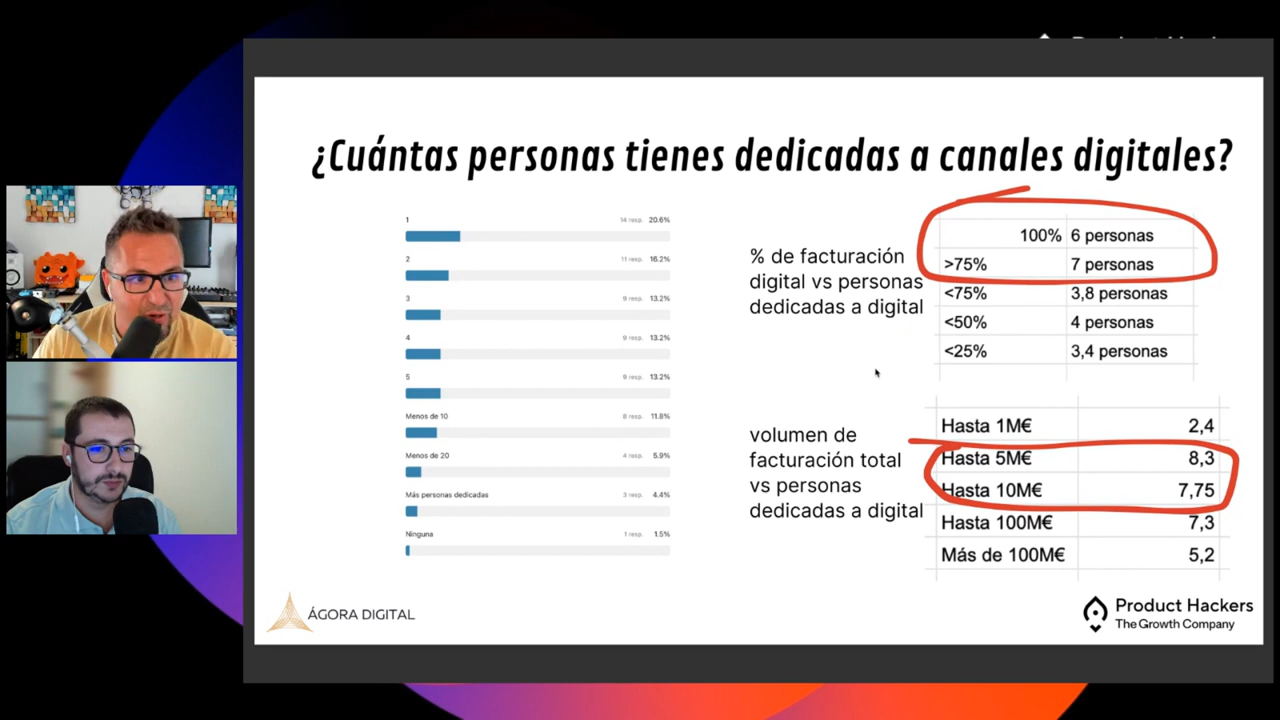 ¿Cuántas personas tienes dedicadas a canales digitales?
1 14 resp. 20.6%
2 11 resp. 16.2%
3 9 resp. 13.2%
4 9 resp. 13.2%
5 9 resp. 13.2%
Menos de 10 8 resp. 11.8%
Menos de 20 4 resp. 5.9%
Más personas dedicadas 3 resp. 4.4%
Ninguna 1 resp. 1.5%
% de facturación
digital vs personas
dedicadas a digital
100% 6 personas
>75% 7 personas
<75% 3,8 personas
<50% 4 personas
<25% 3,4 personas
volumen de
facturación total
vs personas
dedicadas a digital
Hasta 1M€ 2,4
Hasta 5M€ 8,3
Hasta 10M€ 7,75
Hasta 100M€ 7,3
Más de 100M€ 5,2
ÁGORA DIGITAL
Product Hackers
The Growth Company